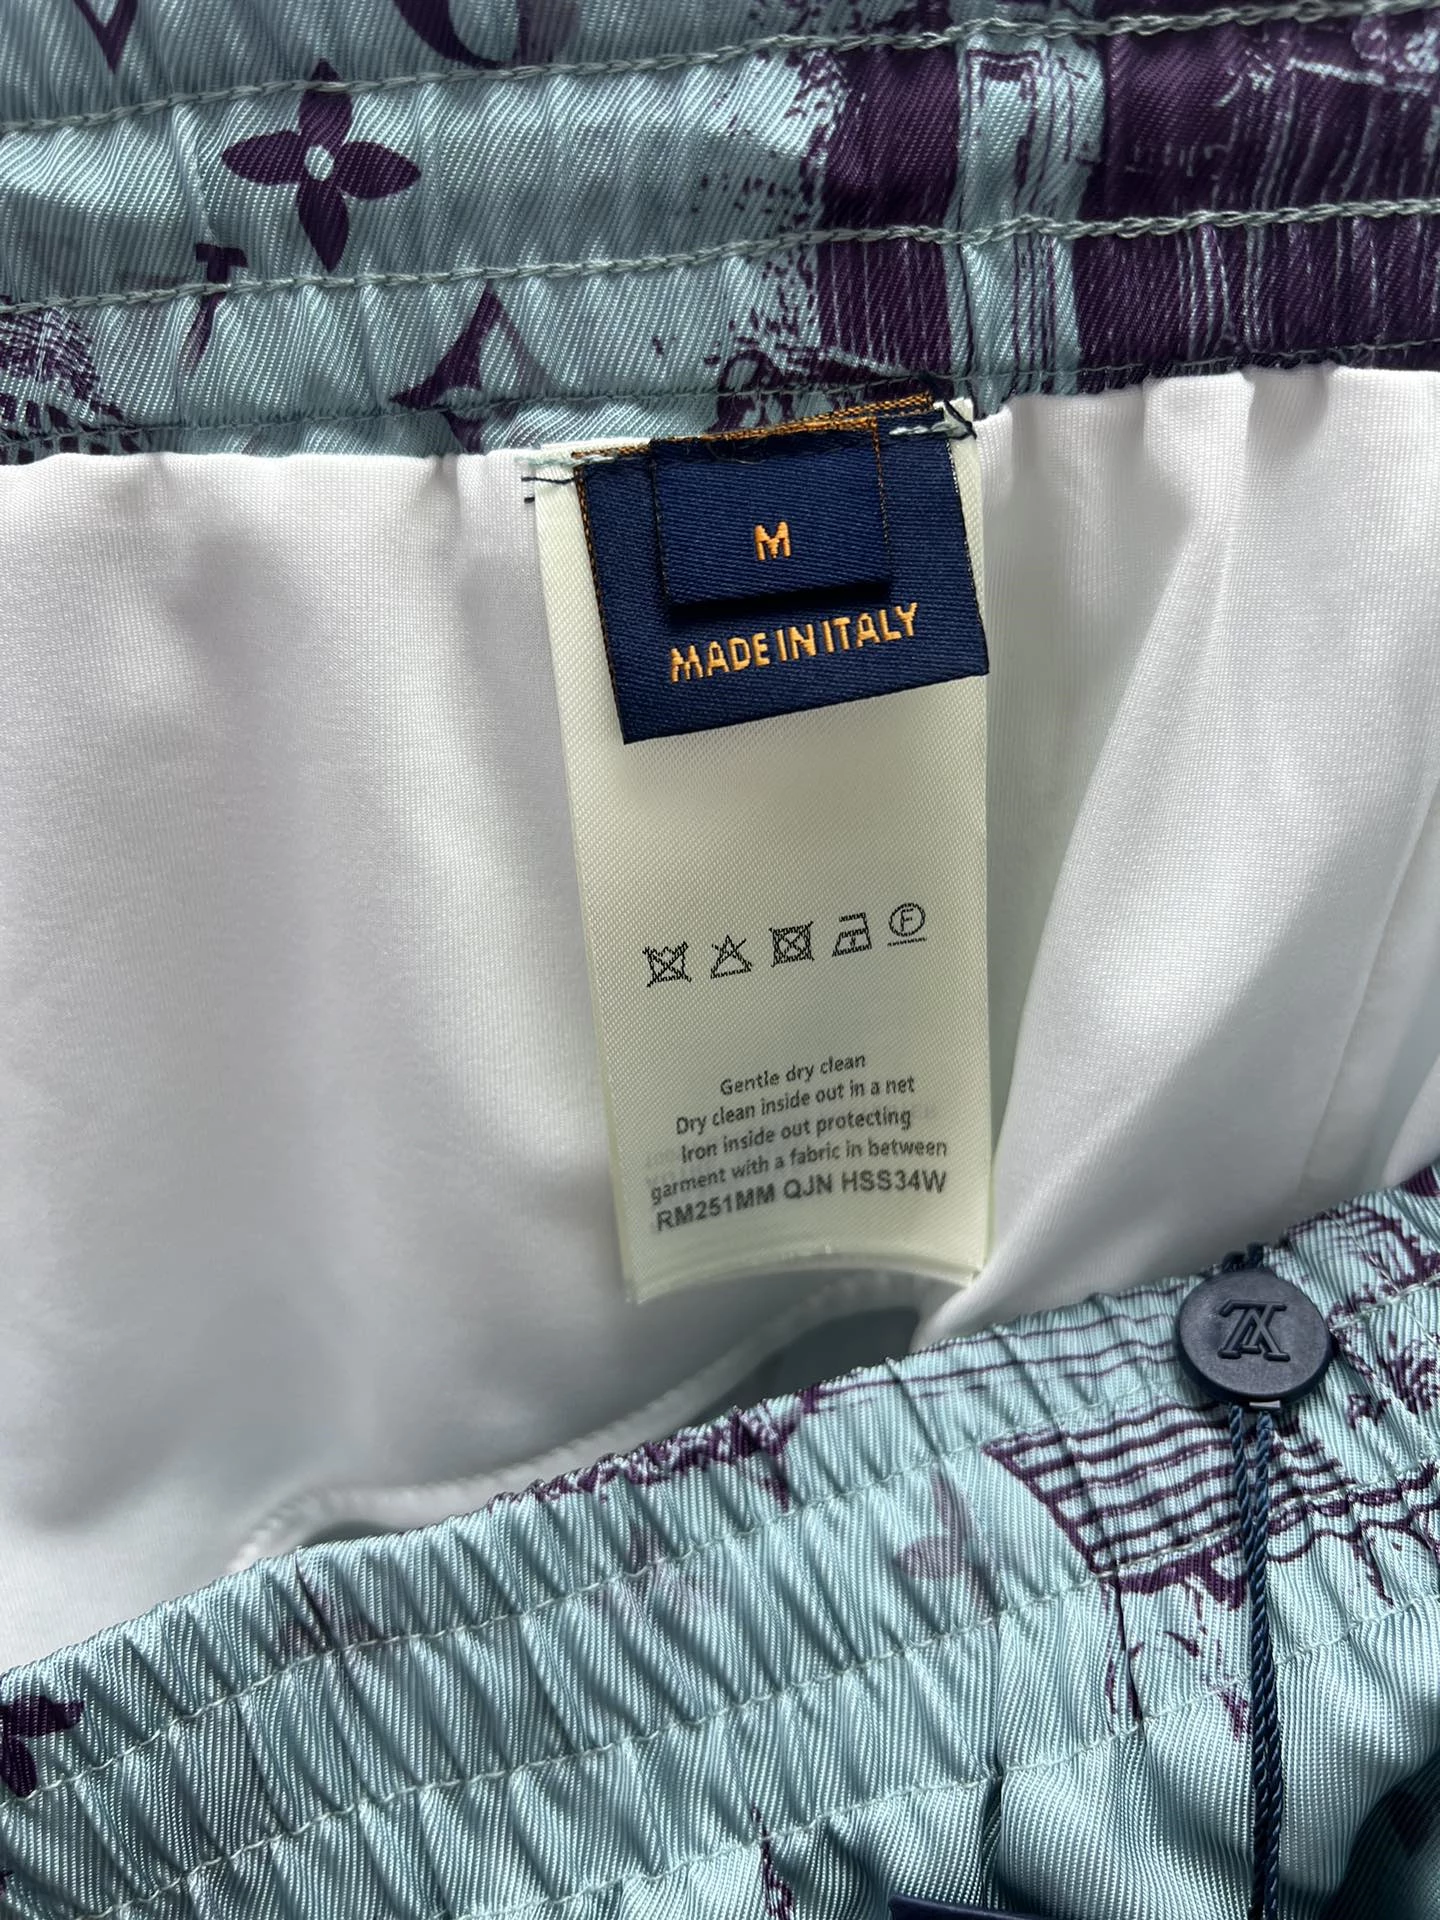 M
MADE IN ITALY
F
Gentle dry clean
Dry clean inside out in a net
Iron inside out protecting
garment with a fabric in between
RM251MM QJN HSS34W
LV